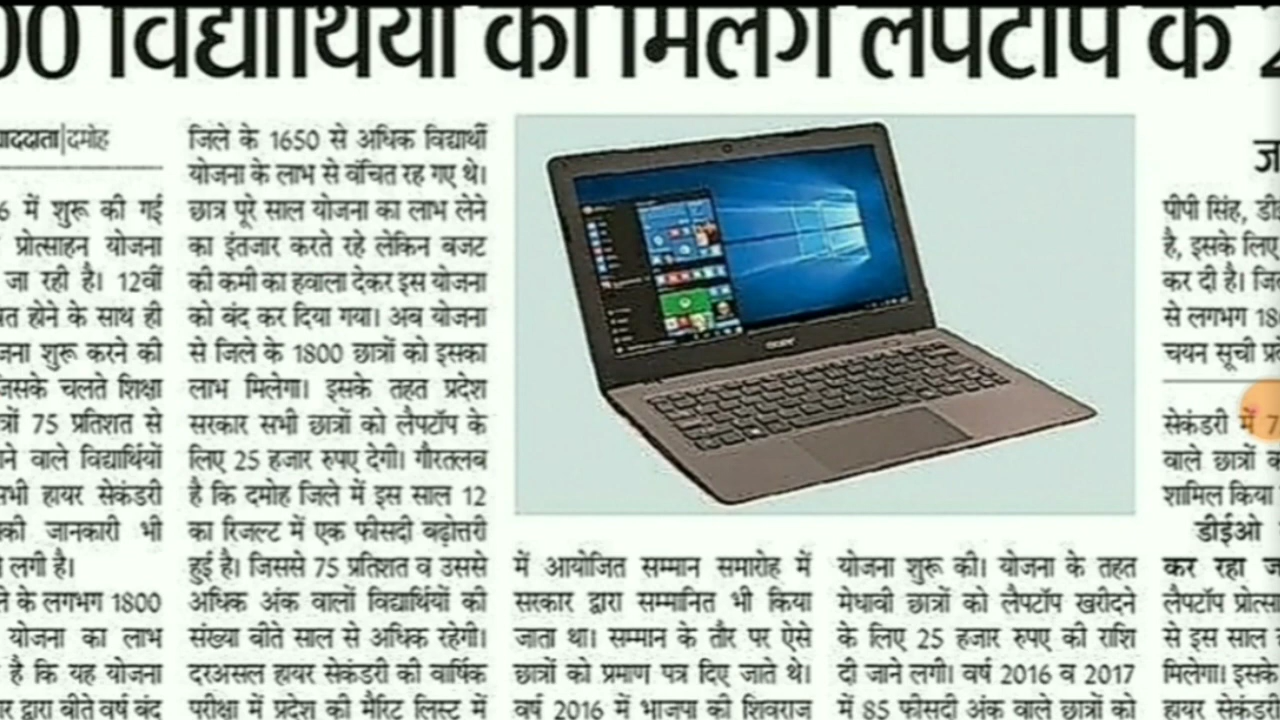 00 विद्यार्थियों को मिलेंगे लैपटॉप के
दमोह
में शुरू की गई
प्रोत्साहन योजना
जा रही है। 12वीं
होने के साथ ही
शुरू करने की
जिसके चलते शिक्षा
75 प्रतिशत से
वाले विद्यार्थियों
सभी हायर सेकंडरी
की जानकारी भी
लगी है।
के लगभग 1800
योजना का लाभ
है कि यह योजना
द्वारा बीते वर्ष बंद
जिले के 1650 से अधिक विद्यार्थी
योजना के लाभ से वंचित रह गए थे।
छात्र पूरे साल योजना का लाभ लेने
का इंतजार करते रहे लेकिन बजट
की कमी का हवाला देकर इस योजना
को बंद कर दिया गया। अब योजना
से जिले के 1800 छात्रों को इसका
लाभ मिलेगा। इसके तहत प्रदेश
सरकार सभी छात्रों को लैपटॉप के
लिए 25 हजार रुपए देगी। गौरतलब
है कि दमोह जिले में इस साल 12
का रिजल्ट में एक फीसदी बढ़ोत्तरी
हुई है। जिससे 75 प्रतिशत व उससे
अधिक अंक वालों विद्यार्थियों की
संख्या बीते साल से अधिक रहेगी।
दरअसल हायर सेकंडरी की वार्षिक
परीक्षा में प्रदेश की मैरिट लिस्ट में
acer
में आयोजित सम्मान समारोह में
सरकार द्वारा सम्मानित भी किया
जाता था। सम्मान के तौर पर ऐसे
छात्रों को प्रमाण पत्र दिए जाते थे।
वर्ष 2016 में भाजपा की शिवराज
योजना शुरू की। योजना के तहत
मेधावी छात्रों को लैपटॉप खरीदने
के लिए 25 हजार रुपए की राशि
दी जाने लगी। वर्ष 2016 व 2017
में 85 फीसदी अंक वाले छात्रों को
पीपी सिंह,
है, इसके लिए
कर दी है।
से लगभग
चयन सूची
सेकंडरी में
वाले छात्रों
शामिल किया
डीईओ
कर रहा
लैपटॉप
से इस साल
मिलेगा। इसके
हायर सेकंडरी